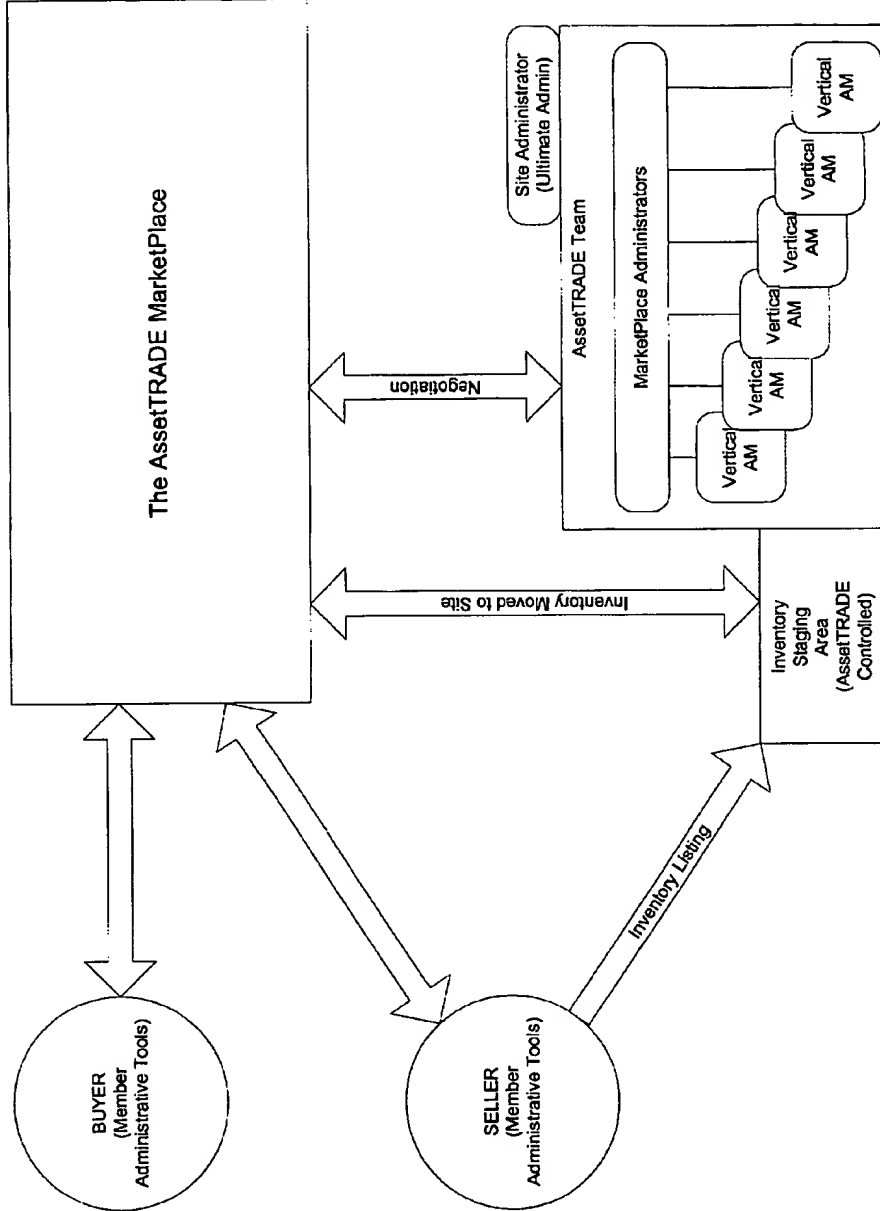 The AssetTRADE MarketPlace
BUYER
(Member
Administrative Tools)
SELLER
(Member
Administrative Tools)
Negotiation
Inventory Moved to Site
Inventory Listing
Site Administrator
(Ultimate Admin)
AssetTRADE Team
MarketPlace Administrators
Vertical
AM
Vertical
AM
Vertical
AM
Vertical
AM
Vertical
AM
Vertical
AM
Inventory
Staging
Area
(AssetTRADE
Controlled)